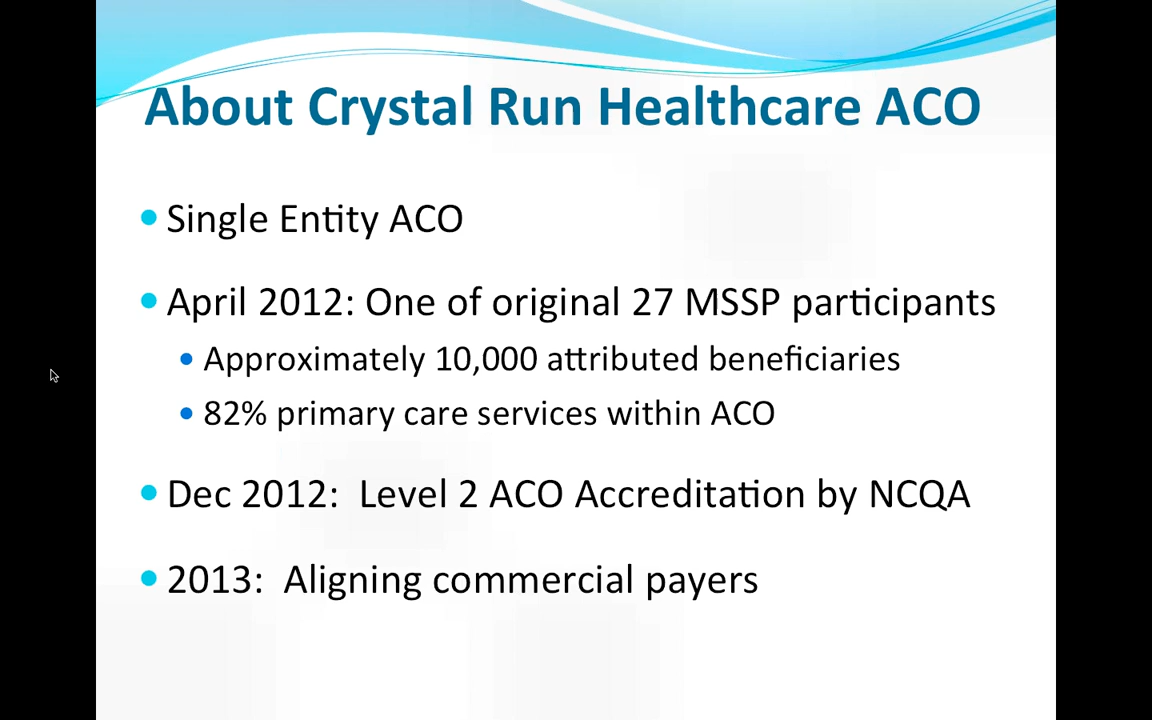 About Crystal Run Healthcare ACO
• Single Entity ACO
• April 2012: One of original 27 MSSP participants
• Approximately 10,000 attributed beneficiaries
• 82% primary care services within ACO
• Dec 2012:  Level 2 ACO Accreditation by NCQA
• 2013:  Aligning commercial payers